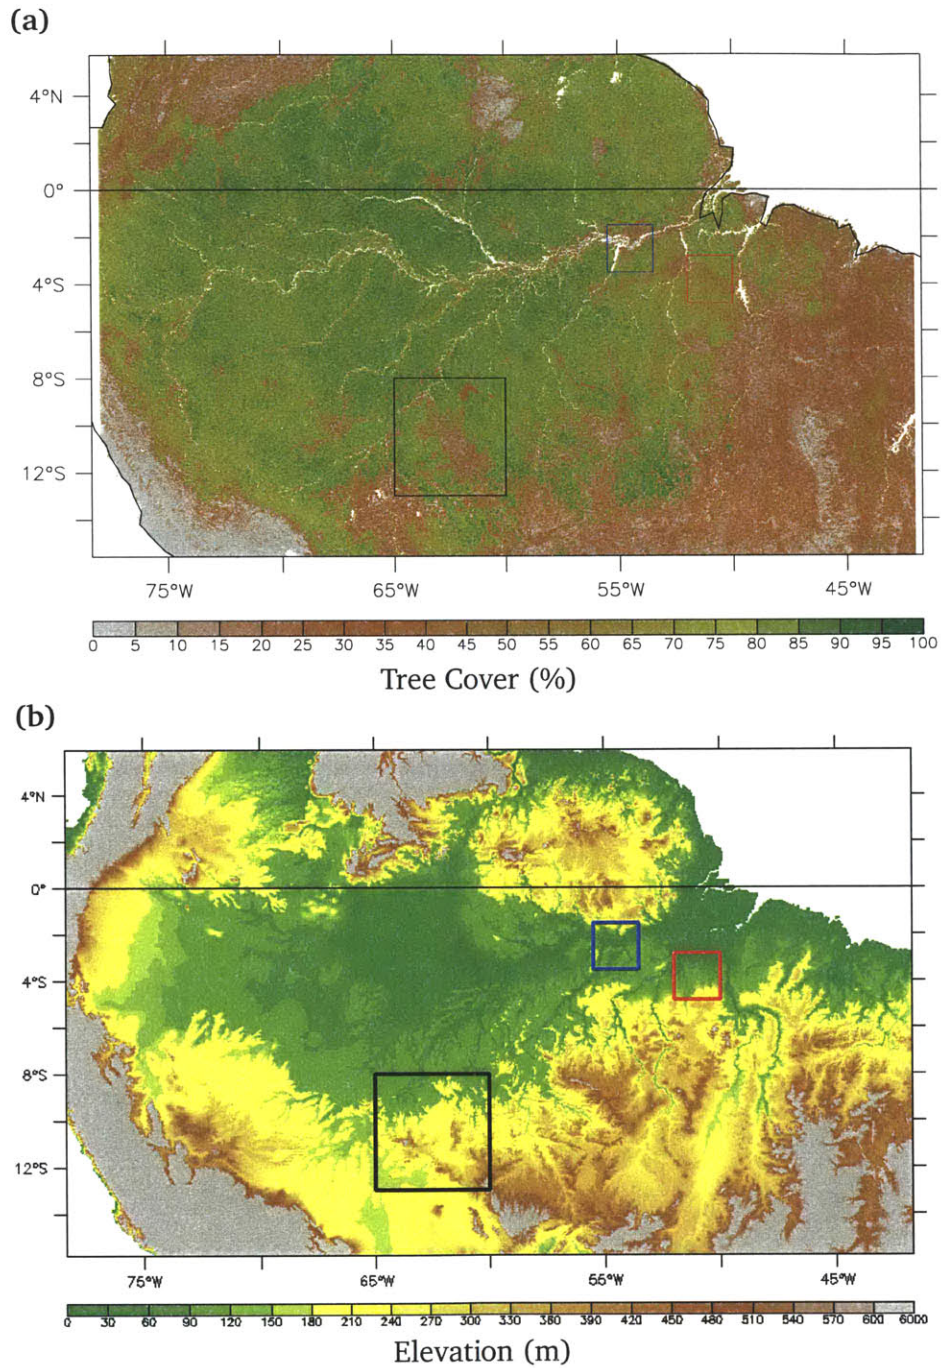 (a)
4°N
0°
4°S
8°S
12°S
75°W 65°W 55°W 45°W
0 5 10 15 20 25 30 35 40 45 50 55 60 65 70 75 80 85 90 95 100
Tree Cover (%)
(b)
4°N
0°
4°S
8°S
12°S
75°W 65°W 55°W 45°W
0 30 60 90 120 150 180 210 240 270 300 330 360 390 420 450 480 510 540 570 600 6000
Elevation (m)